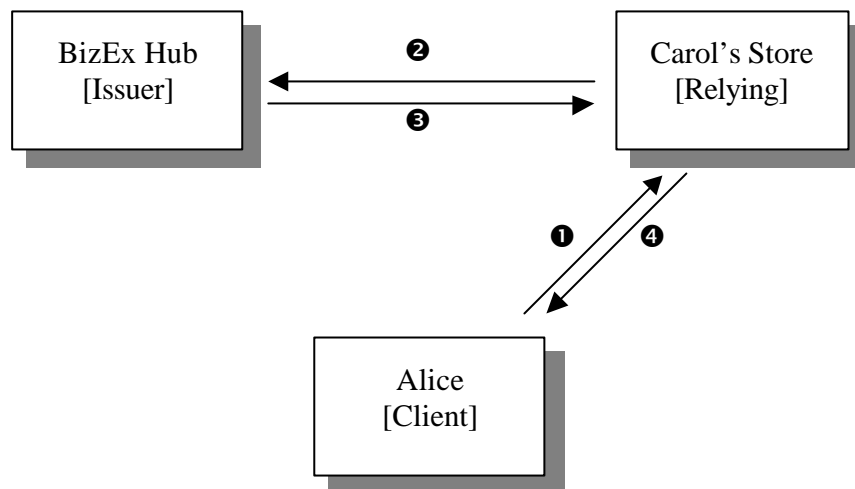 BizEx Hub
[Issuer]
❷
❸
Carol’s Store
[Relying]
❶
❹
Alice
[Client]